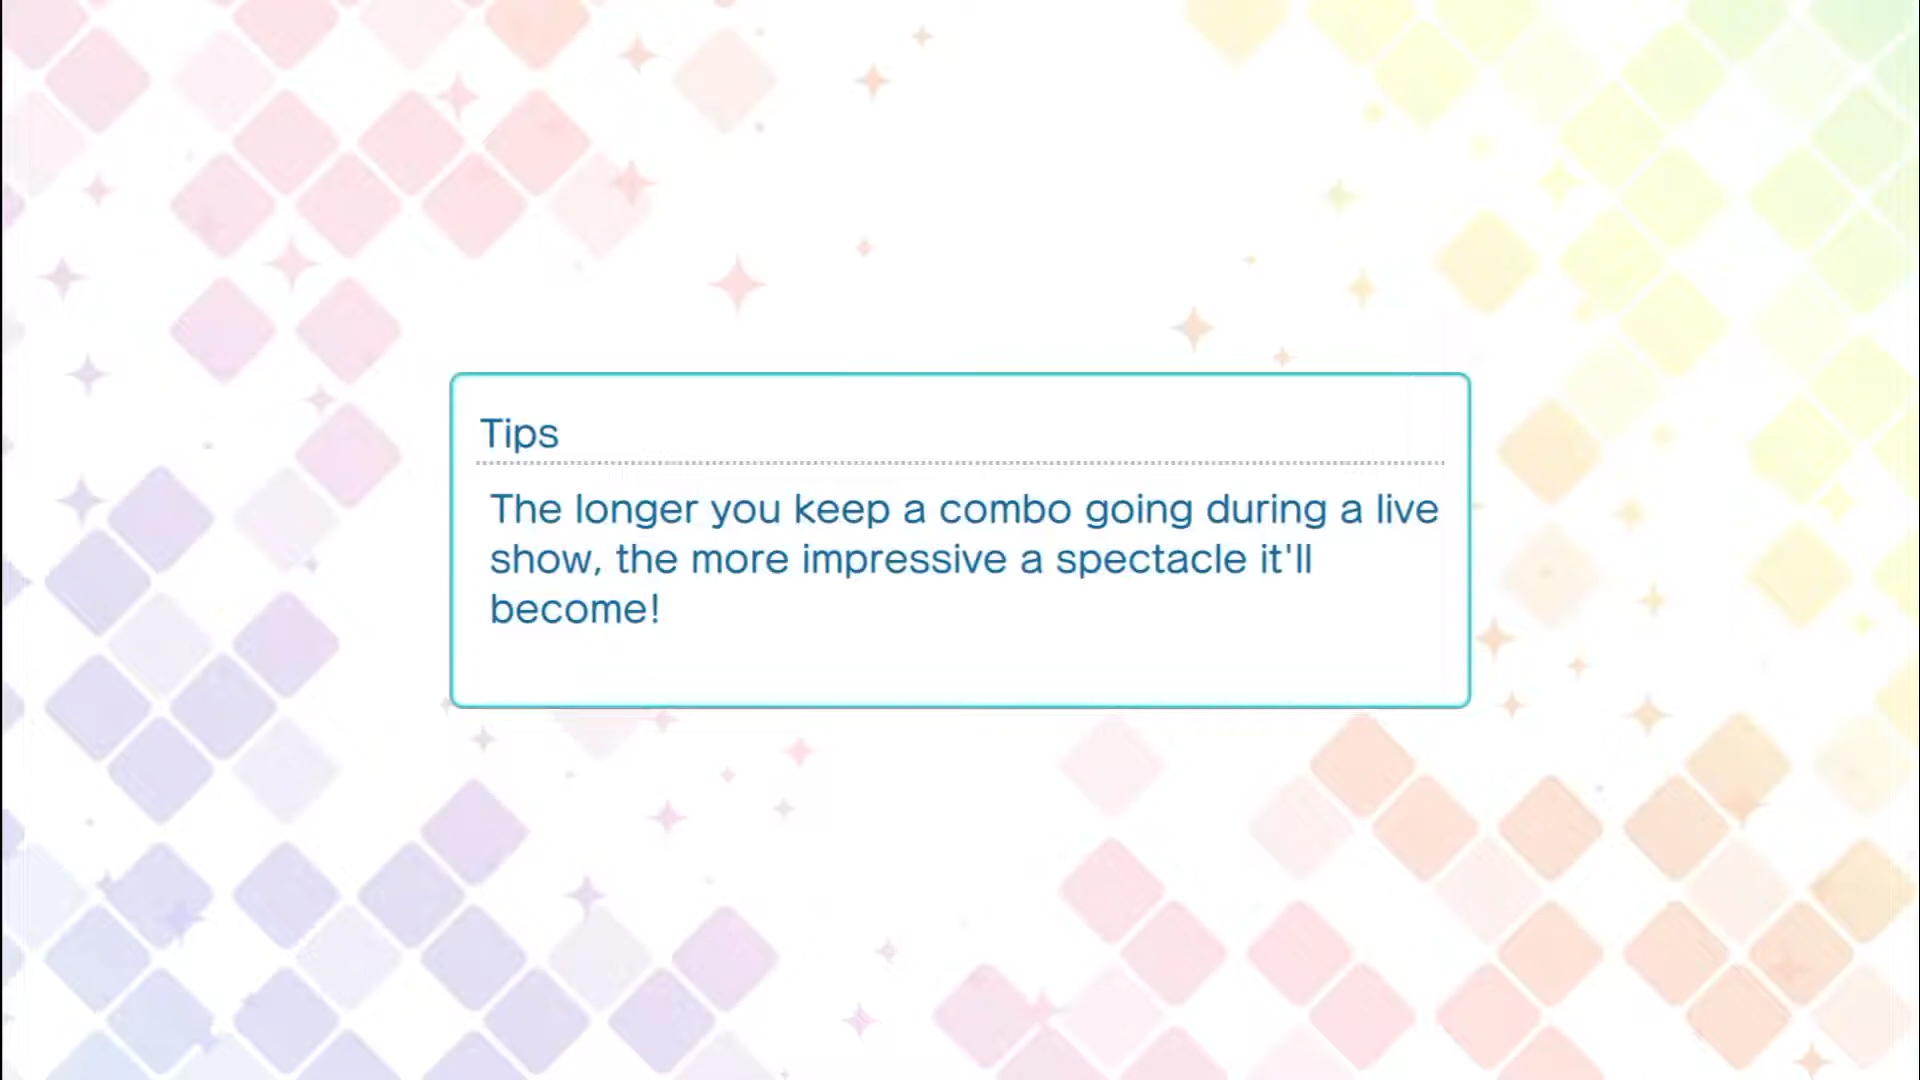 Tips
The longer you keep a combo going during a live
show, the more impressive a spectacle it'll
become!